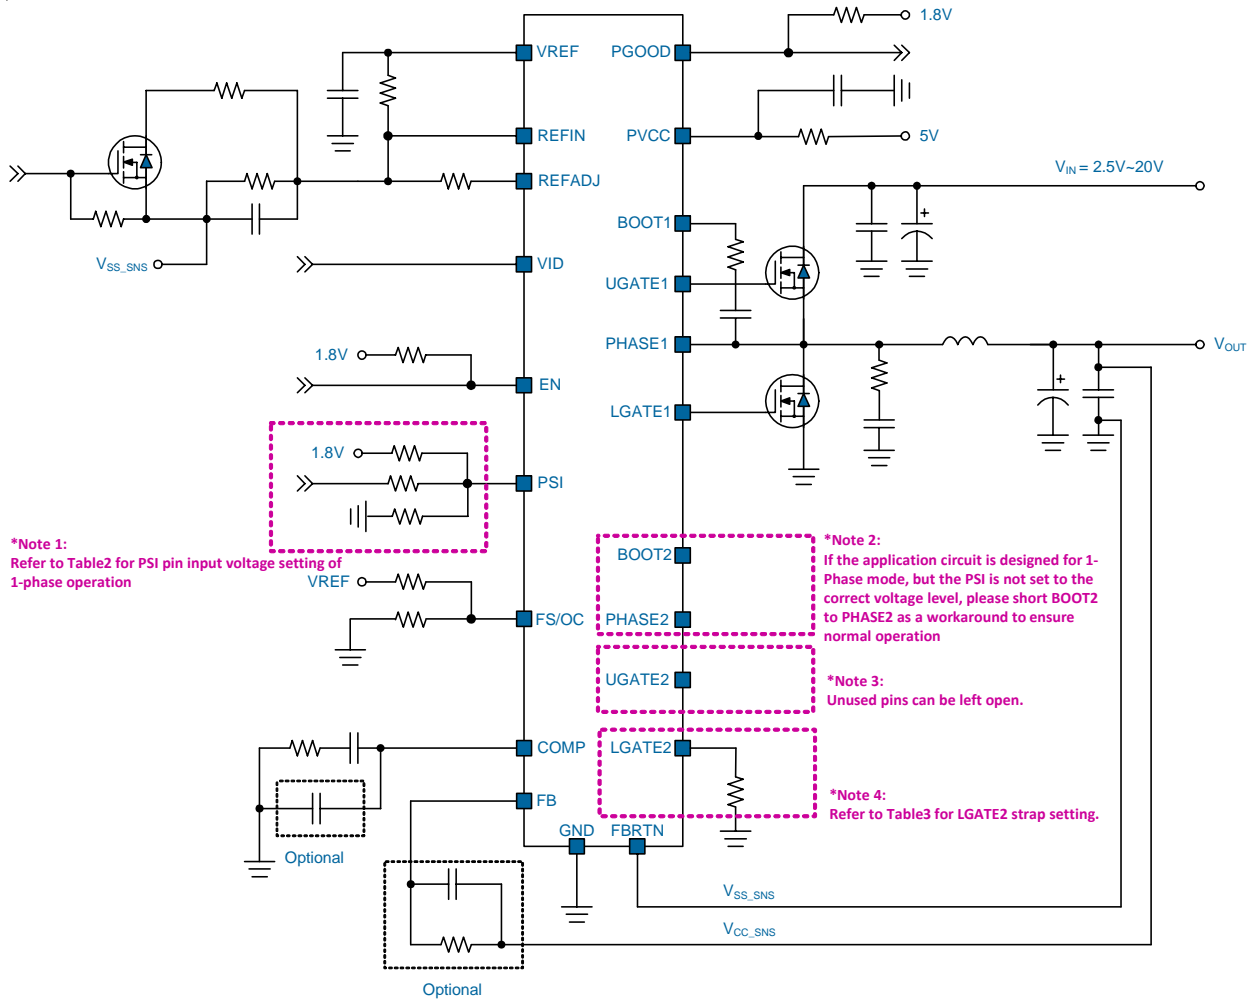 1.8V
VREF
PGOOD
REFIN
PVCC
5V
REFADJ
V_IN = 2.5V~20V
BOOT1
V_SS_SNS
VID
UGATE1
PHASE1
V_OUT
1.8V
EN
LGATE1
1.8V
PSI
*Note 1:
Refer to Table2 for PSI pin input voltage setting of
1-phase operation
VREF
FS/OC
BOOT2
PHASE2
*Note 2:
If the application circuit is designed for 1-
Phase mode, but the PSI is not set to the
correct voltage level, please short BOOT2
to PHASE2 as a workaround to ensure
normal operation
UGATE2
*Note 3:
Unused pins can be left open.
COMP
LGATE2
*Note 4:
Refer to Table3 for LGATE2 strap setting.
FB
GND
FBRTN
Optional
V_SS_SNS
V_CC_SNS
Optional